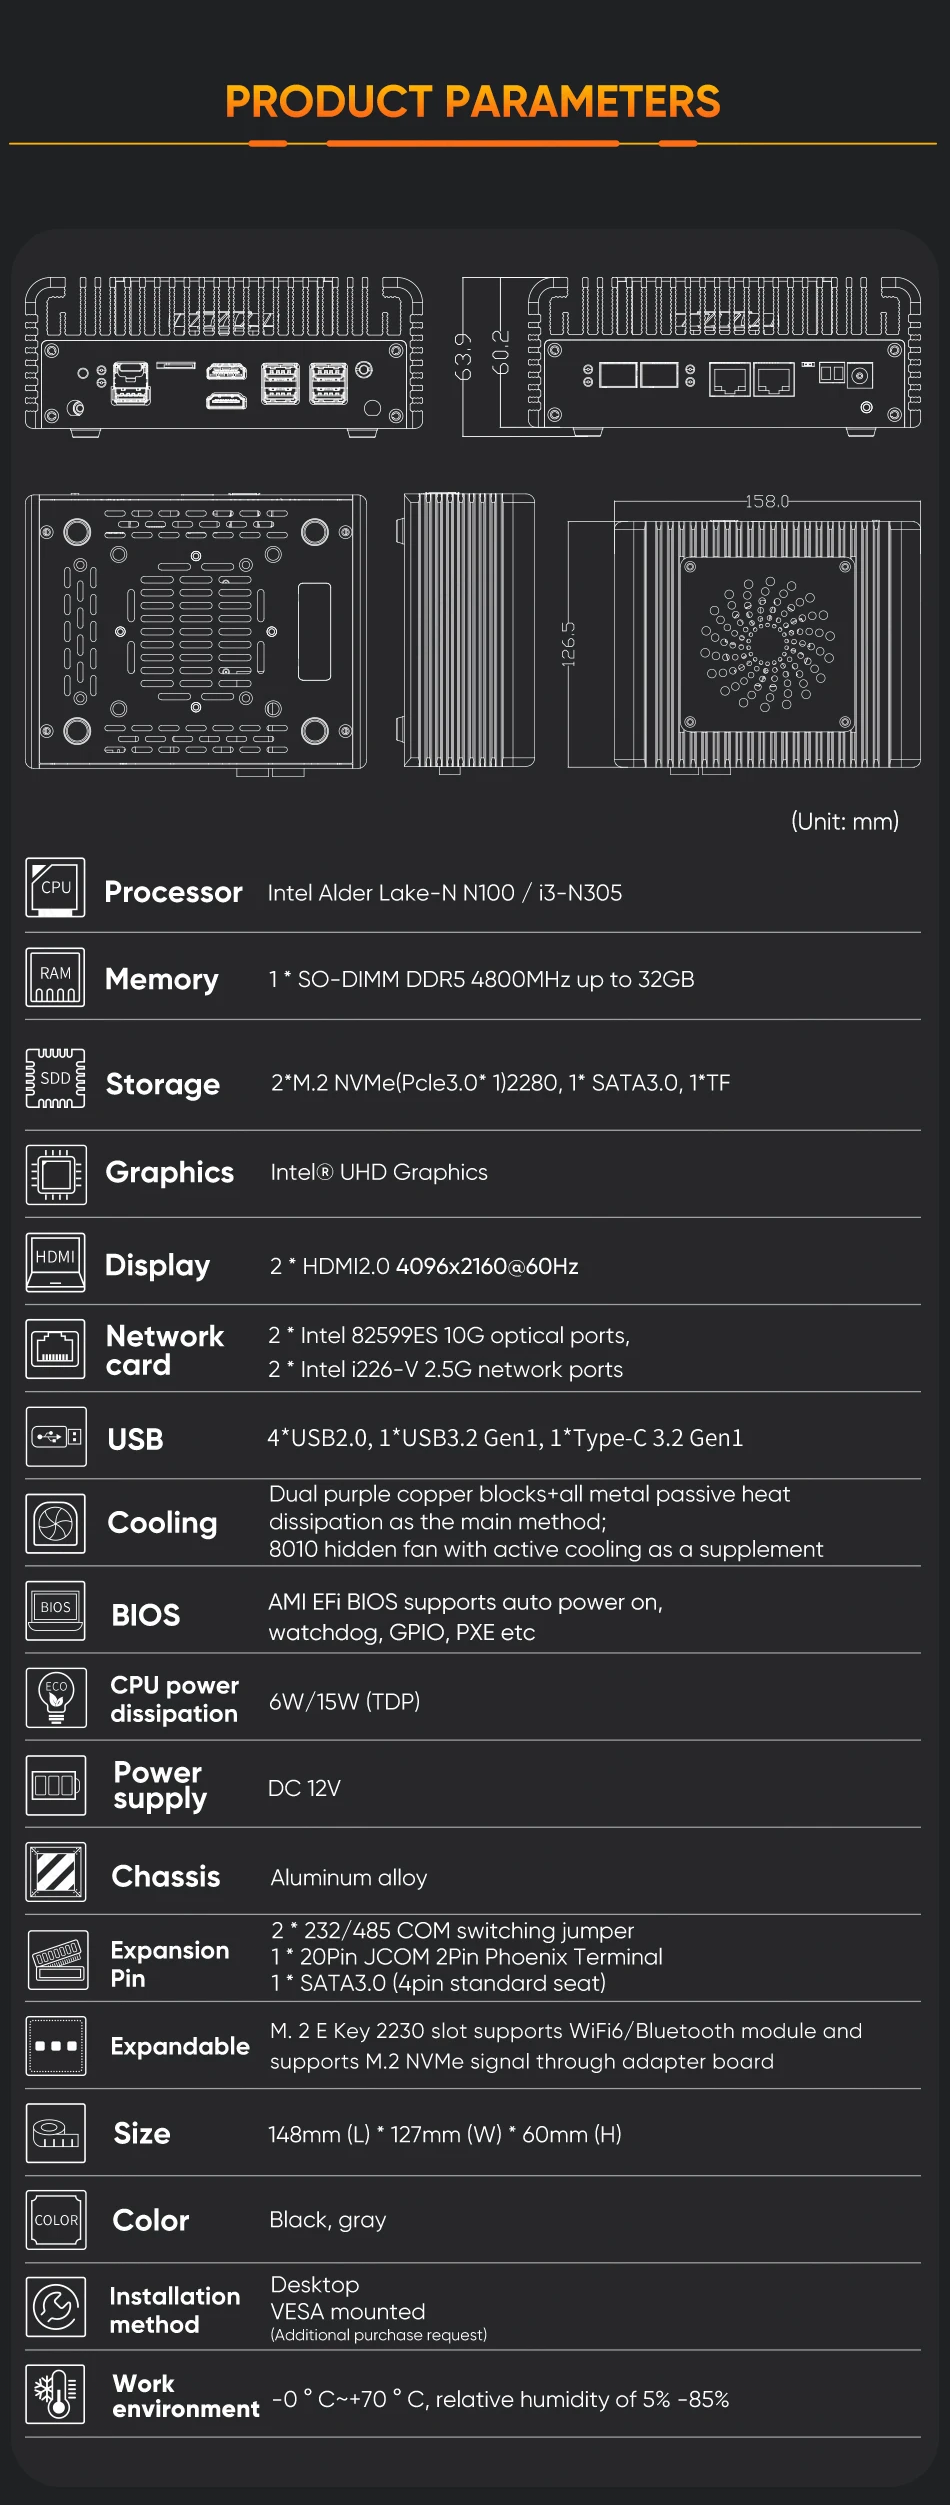 PRODUCT PARAMETERS
63.9
60.2
158.0
126.5
(Unit: mm)
CPU
Processor
Intel Alder Lake-N N100 / i3-N305
RAM
Memory
1 * SO-DIMM DDR5 4800MHz up to 32GB
SDD
Storage
2*M.2 NVMe(Pcle3.0* 1)2280, 1* SATA3.0, 1*TF
Graphics
Intel® UHD Graphics
HDMI
Display
2 * HDMI2.0 4096x2160@60Hz
Network
card
2 * Intel 82599ES 10G optical ports,
2 * Intel i226-V 2.5G network ports
USB
4*USB2.0, 1*USB3.2 Gen1, 1*Type-C 3.2 Gen1
Cooling
Dual purple copper blocks+all metal passive heat
dissipation as the main method;
8010 hidden fan with active cooling as a supplement
BIOS
BIOS
AMI EFi BIOS supports auto power on,
watchdog, GPIO, PXE etc
ECO
CPU power
dissipation
6W/15W (TDP)
Power
supply
DC 12V
Chassis
Aluminum alloy
Expansion
Pin
2 * 232/485 COM switching jumper
1 * 20Pin JCOM 2Pin Phoenix Terminal
1 * SATA3.0 (4pin standard seat)
Expandable
M. 2 E Key 2230 slot supports WiFi6/Bluetooth module and
supports M.2 NVMe signal through adapter board
Size
148mm (L) * 127mm (W) * 60mm (H)
COLOR
Color
Black, gray
Installation
method
Desktop
VESA mounted
(Additional purchase request)
Work
environment
-0 ° C~+70 ° C, relative humidity of 5% -85%